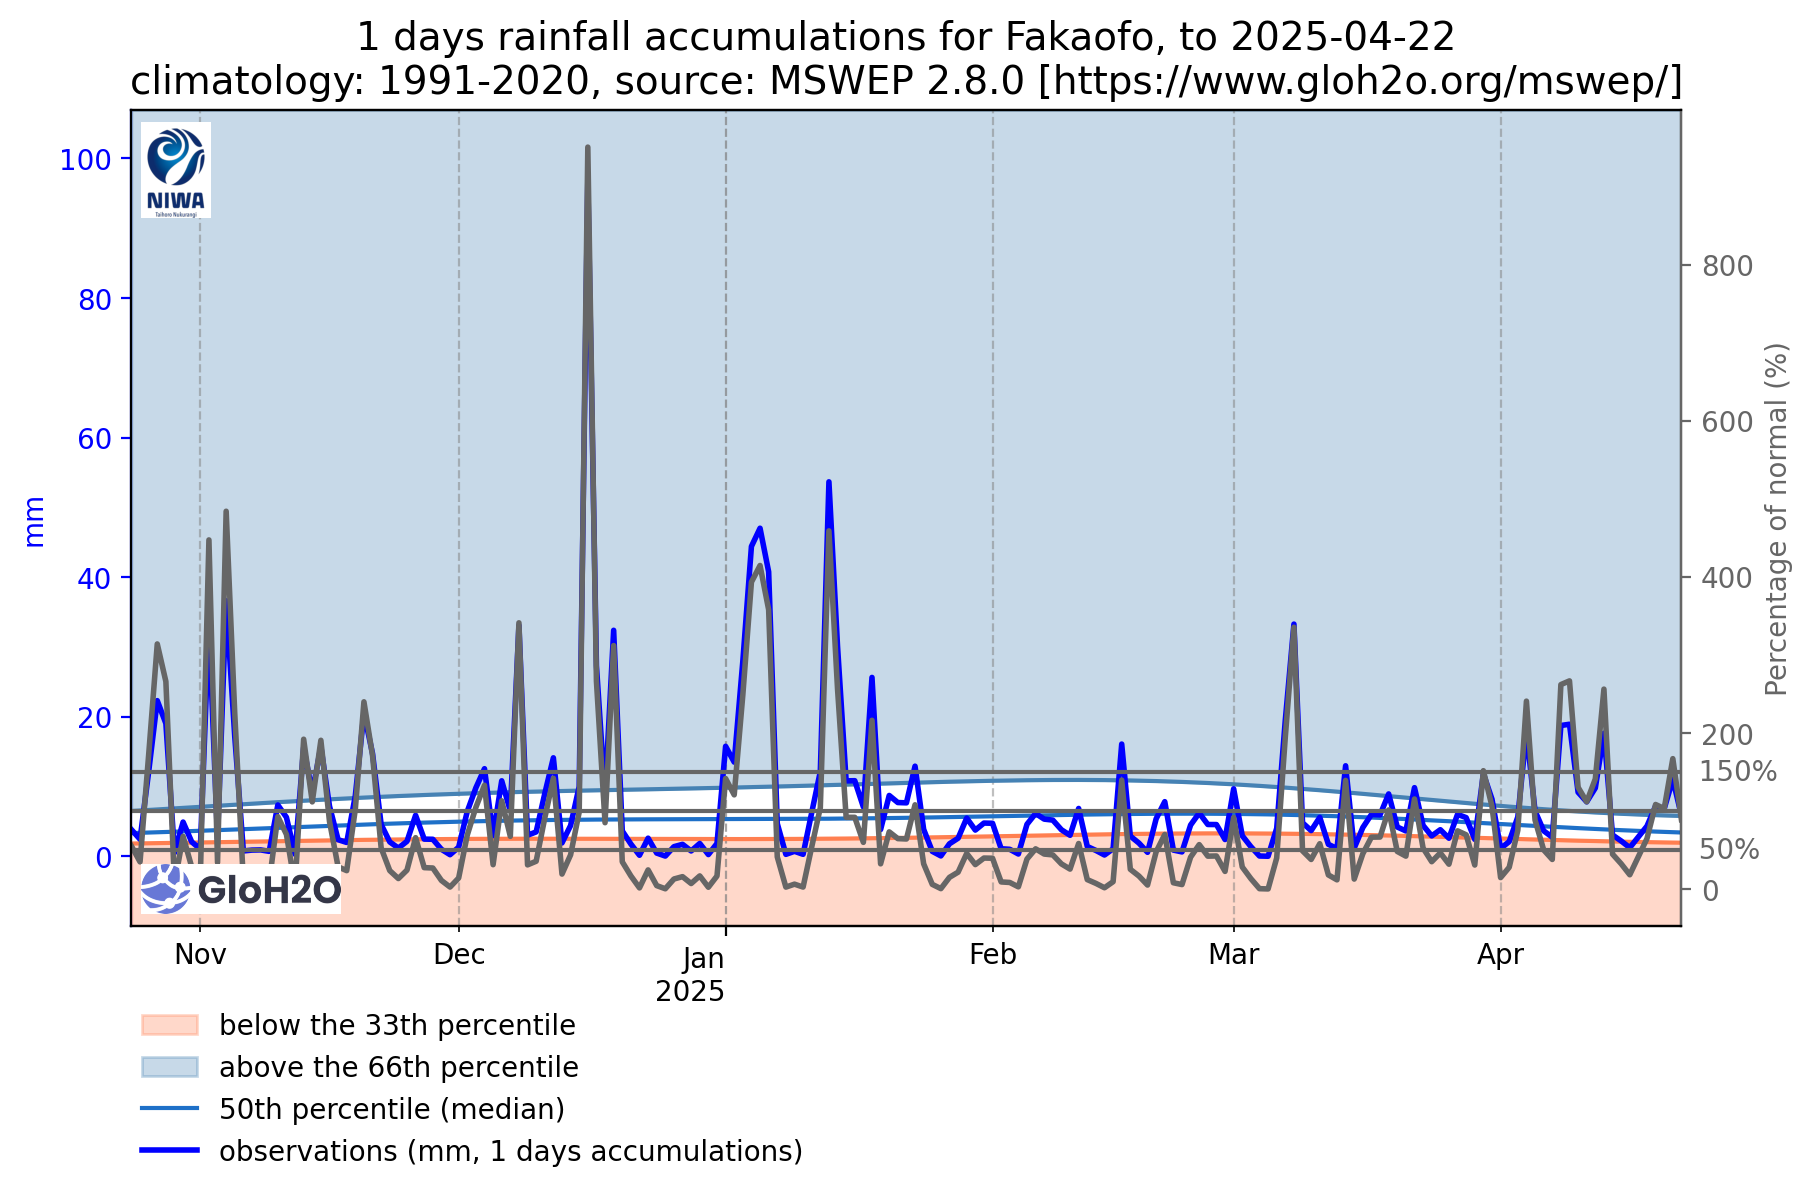 1 days rainfall accumulations for Fakaofo, to 2025-04-22
climatology: 1991-2020, source: MSWEP 2.8.0 [https://www.gloh2o.org/mswep/]
NIWA
Taihoro Nukurangi
100
80
60
40
20
0
mm
800
600
400
200
150%
50%
0
Percentage of normal (%)
GloH2O
Nov
Dec
Jan
2025
Feb
Mar
Apr
below the 33th percentile
above the 66th percentile
50th percentile (median)
observations (mm, 1 days accumulations)